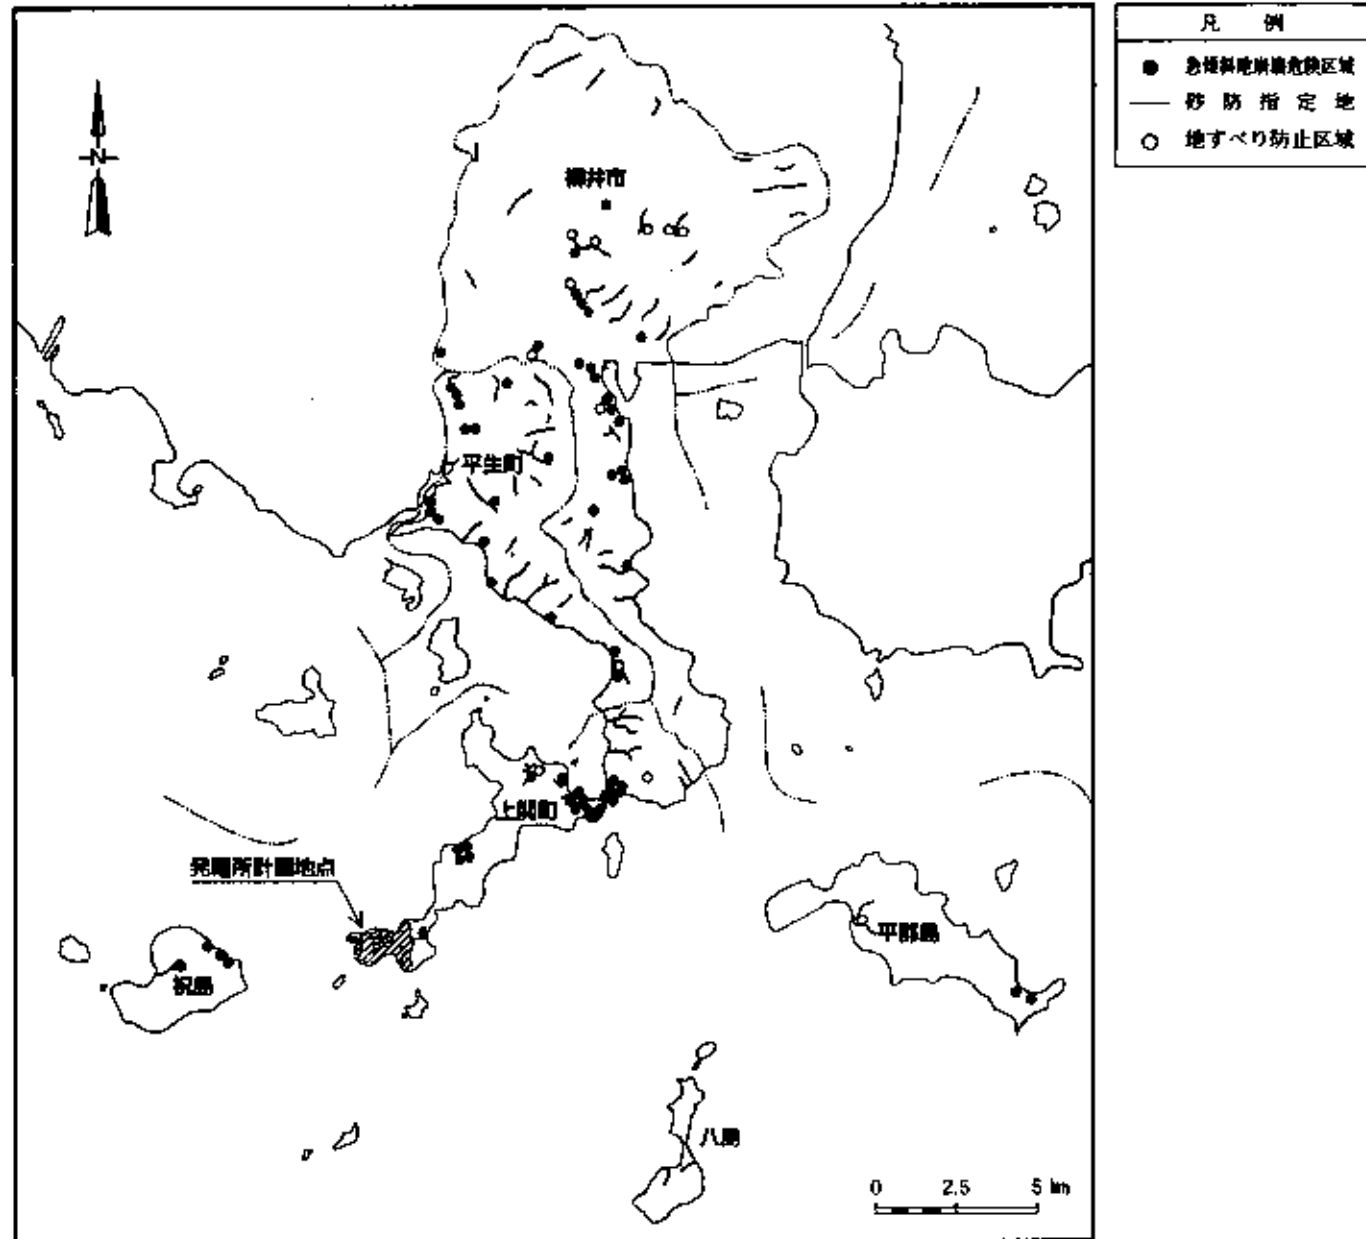 凡 例
急傾斜地崩壊危険区域
砂 防 指 定 地
地すべり防止区域
N
柳井市
平生町
上関町
発電所計画地点
祝島
平郡島
八島
0 2.5 5 km